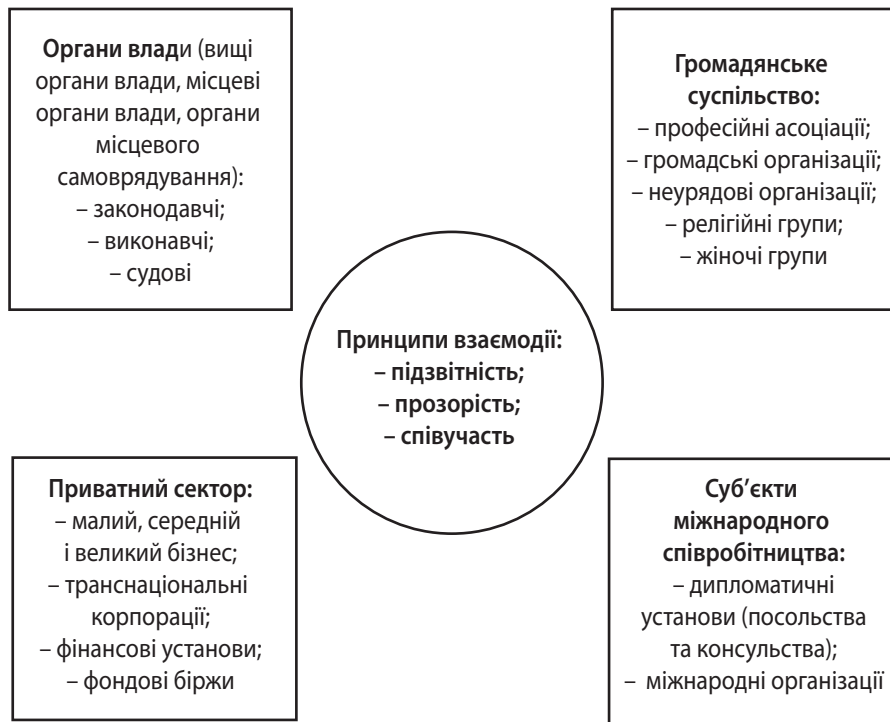 Органи влади (вищі
органи влади, місцеві
органи влади, органи
місцевого
самоврядування):
– законодавчі;
– виконавчі;
– судові
Громадянське
суспільство:
– професійні асоціації;
– громадські організації;
– неурядові організації;
– релігійні групи;
– жіночі групи
Принципи взаємодії:
– підзвітність;
– прозорість;
– співучасть
Приватний сектор:
– малий, середній
і великий бізнес;
– транснаціональні
корпорації;
– фінансові установи;
– фондові біржи
Суб’єкти
міжнародного
співробітництва:
– дипломатичні
установи (посольства
та консульства);
– міжнародні організації